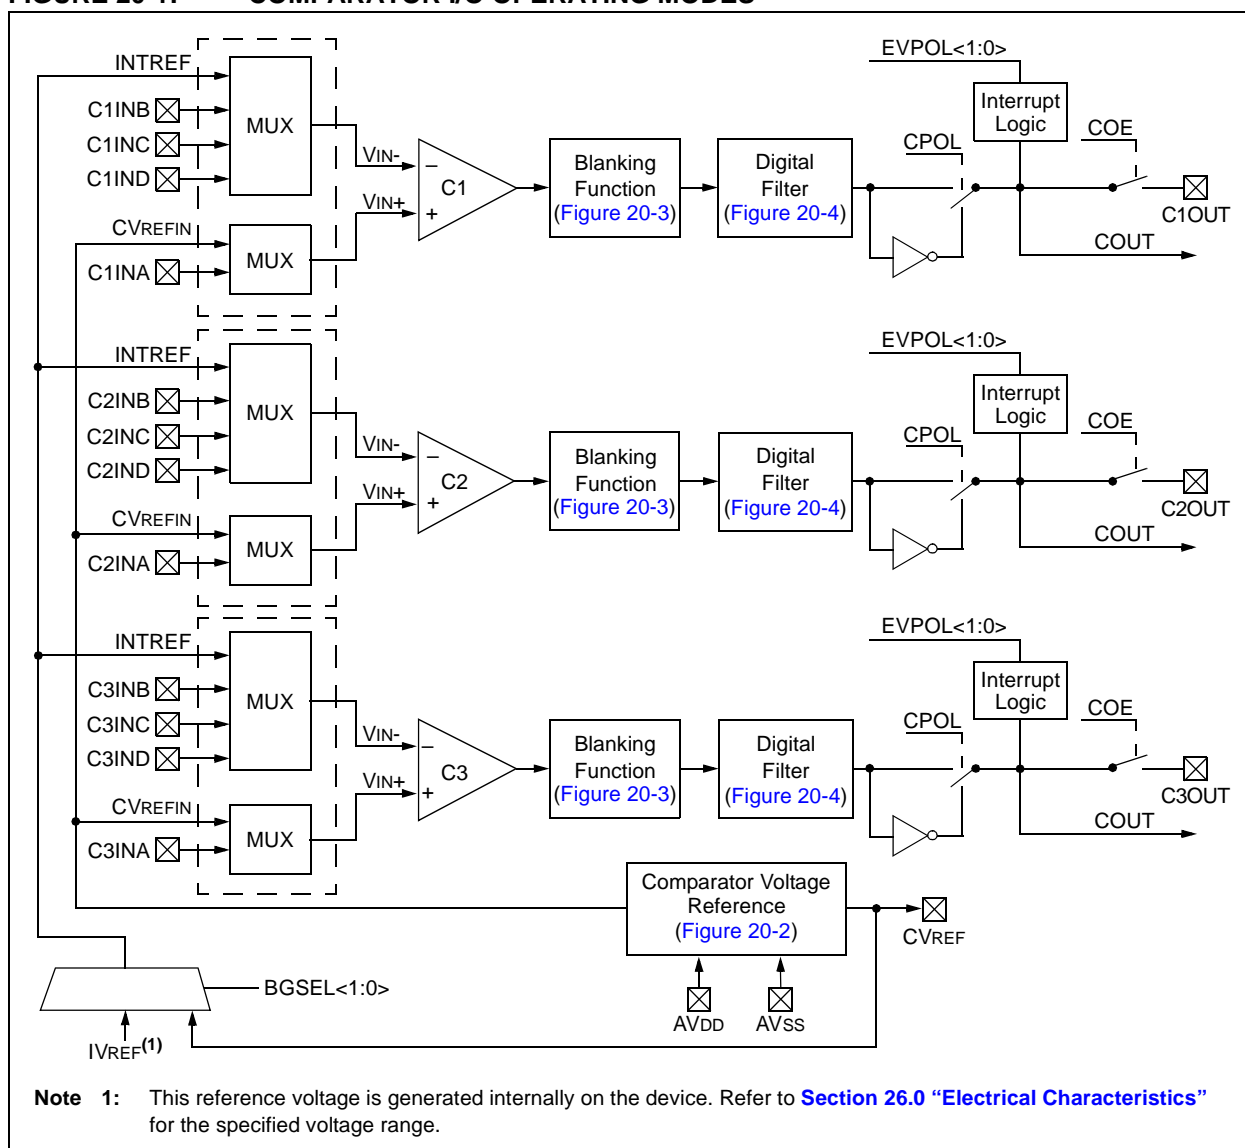 INTREF
C1INB
C1INC
C1IND
MUX
CVREFIN
C1INA
MUX
VIN-
VIN+
–
+
C1
Blanking
Function
(Figure 20-3)
Digital
Filter
(Figure 20-4)
EVPOL<1:0>
Interrupt
Logic
CPOL
COE
C1OUT
COUT
INTREF
C2INB
C2INC
C2IND
MUX
CVREFIN
C2INA
MUX
VIN-
VIN+
–
+
C2
Blanking
Function
(Figure 20-3)
Digital
Filter
(Figure 20-4)
EVPOL<1:0>
Interrupt
Logic
CPOL
COE
C2OUT
COUT
INTREF
C3INB
C3INC
C3IND
MUX
CVREFIN
C3INA
MUX
VIN-
VIN+
–
+
C3
Blanking
Function
(Figure 20-3)
Digital
Filter
(Figure 20-4)
EVPOL<1:0>
Interrupt
Logic
CPOL
COE
C3OUT
COUT
Comparator Voltage
Reference
(Figure 20-2)
CVREF
AVDD
AVSS
BGSEL<1:0>
IVREF(1)
Note 1: This reference voltage is generated internally on the device. Refer to Section 26.0 “Electrical Characteristics”
for the specified voltage range.